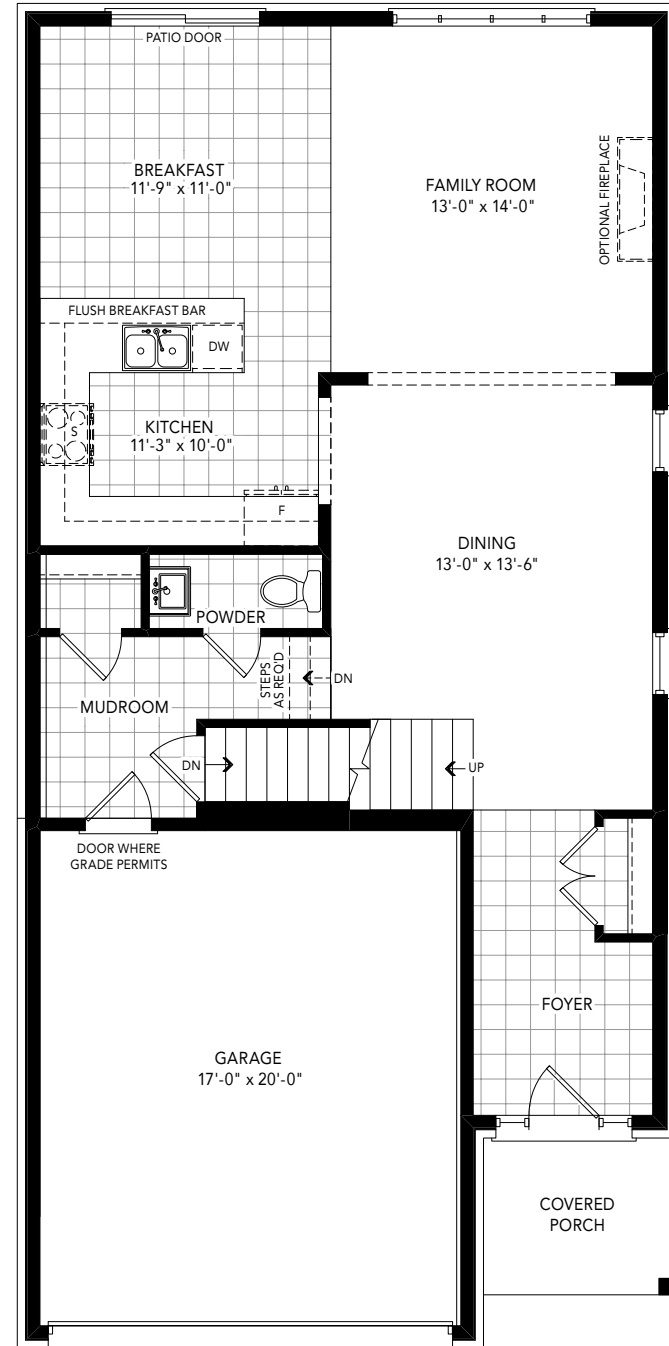 PATIO DOOR
BREAKFAST
11'-9" x 11'-0"
FAMILY ROOM
13'-0" x 14'-0"
OPTIONAL FIREPLACE
FLUSH BREAKFAST BAR
DW
S
KITCHEN
11'-3" x 10'-0"
F
DINING
13'-0" x 13'-6"
POWDER
STEPS
AS REQ'D
DN
MUDROOM
DN
UP
DOOR WHERE
GRADE PERMITS
FOYER
GARAGE
17'-0" x 20'-0"
COVERED
PORCH